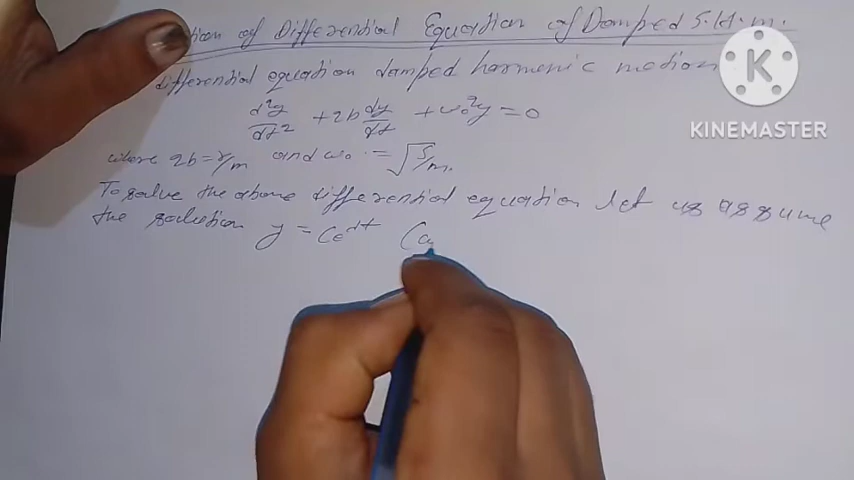 tion of Differential Equation of Damped S.H.m.
differential equation damped harmonic motion
d²y/dt² + 2b dy/dt + ω₀²y = 0
where 2b = r/m and ω₀ = √s/m.
To solve the above differential equation let us assume
the solution y = Ce^αt (a
K
KINEMASTER